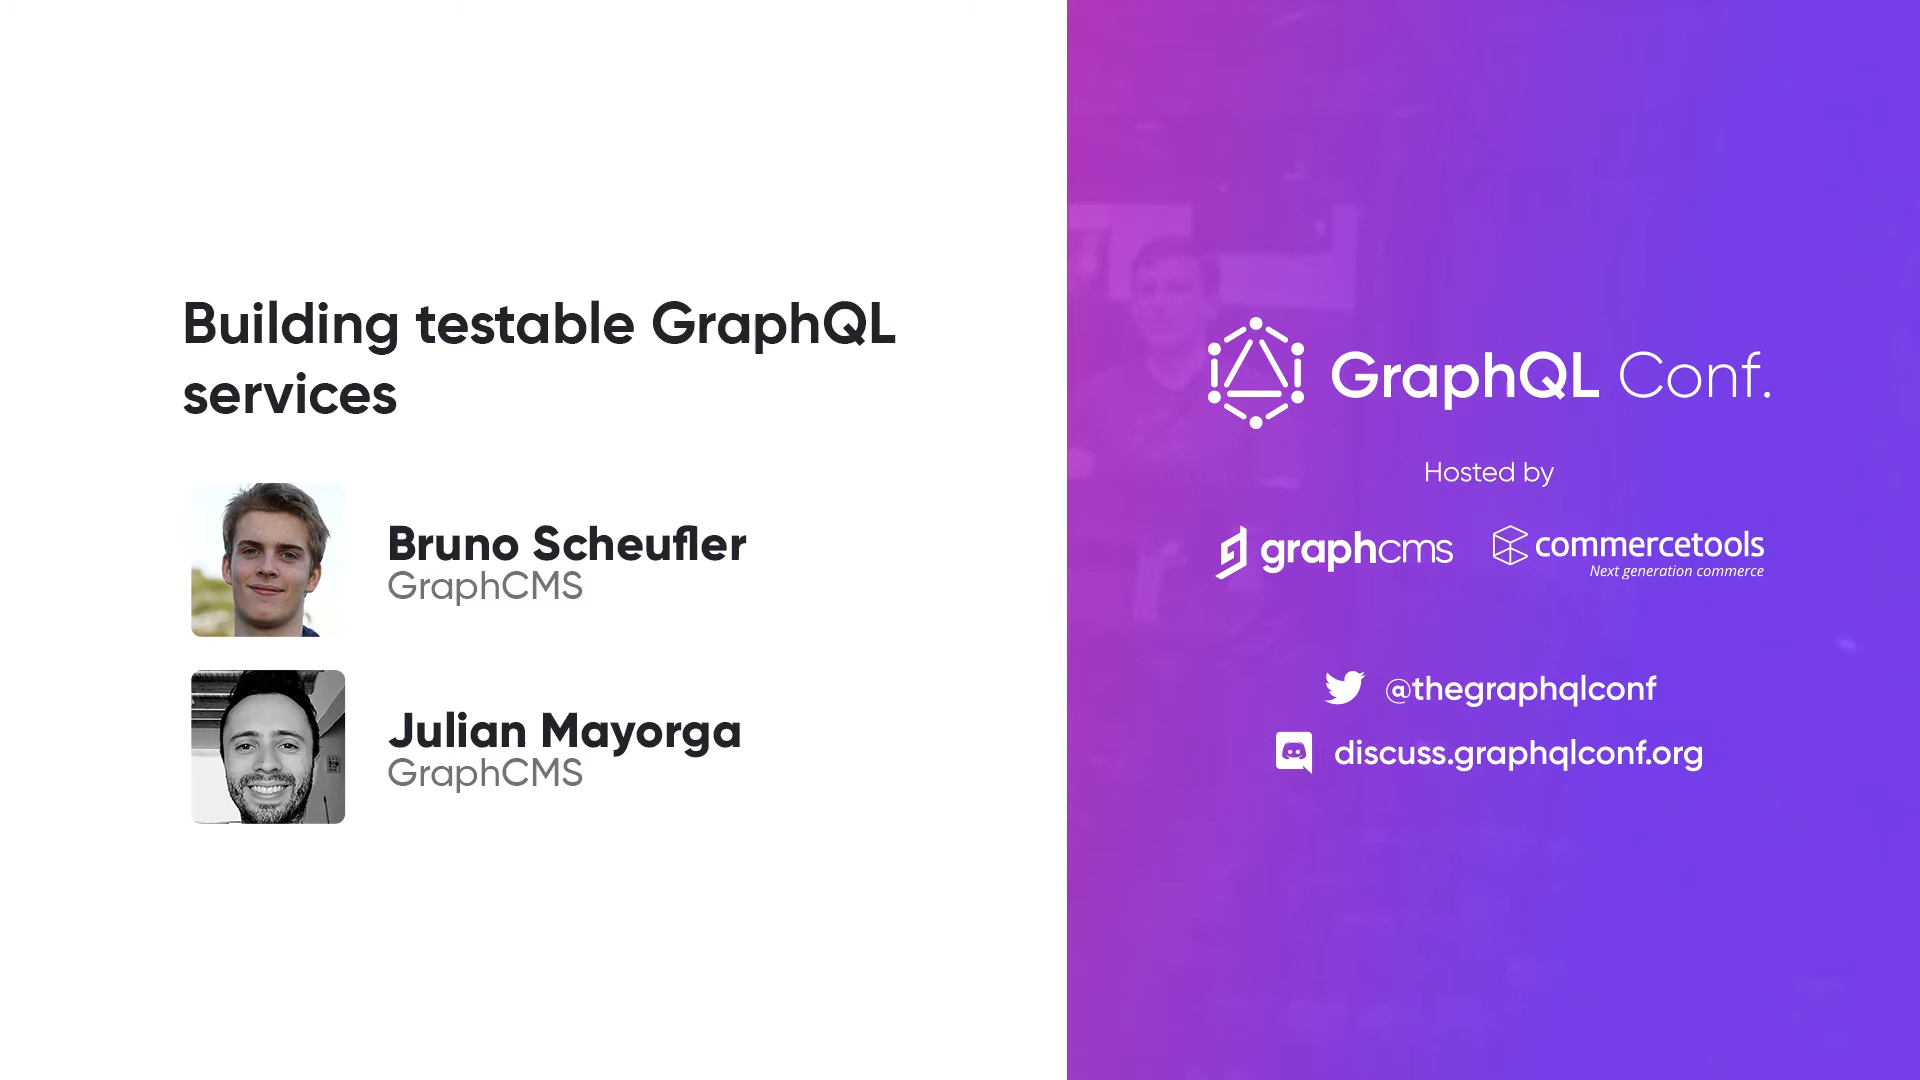 Building testable GraphQL
services
Bruno Scheufler
GraphCMS
Julian Mayorga
GraphCMS
GraphQL Conf.
Hosted by
graphcms
commercetools
Next generation commerce
@thegraphqlconf
discuss.graphqlconf.org